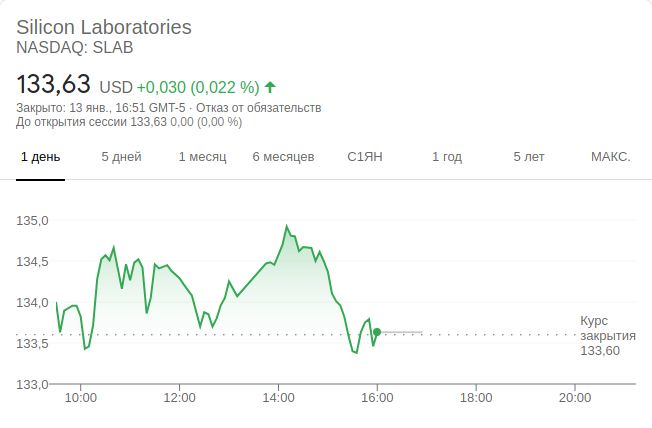 Silicon Laboratories
NASDAQ: SLAB
133,63 USD +0,030 (0,022 %)
Закрыто: 13 янв., 16:51 GMT-5 · Отказ от обязательств
До открытия сессии 133,63 0,00 (0,00 %)
1 день 5 дней 1 месяц 6 месяцев С1ЯН 1 год 5 лет МАКС.
135,0
134,5
134,0
133,5
133,0
Курс
закрытия
133,60
10:00 12:00 14:00 16:00 18:00 20:00